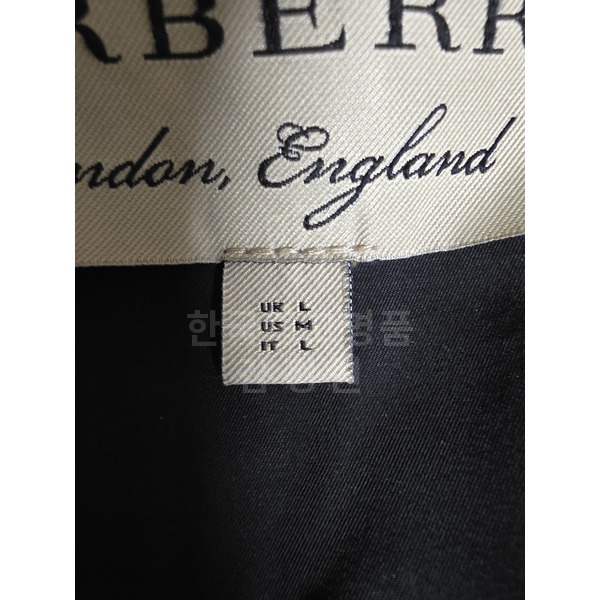 RBERR
ndon, England
UK L
US M
IT L